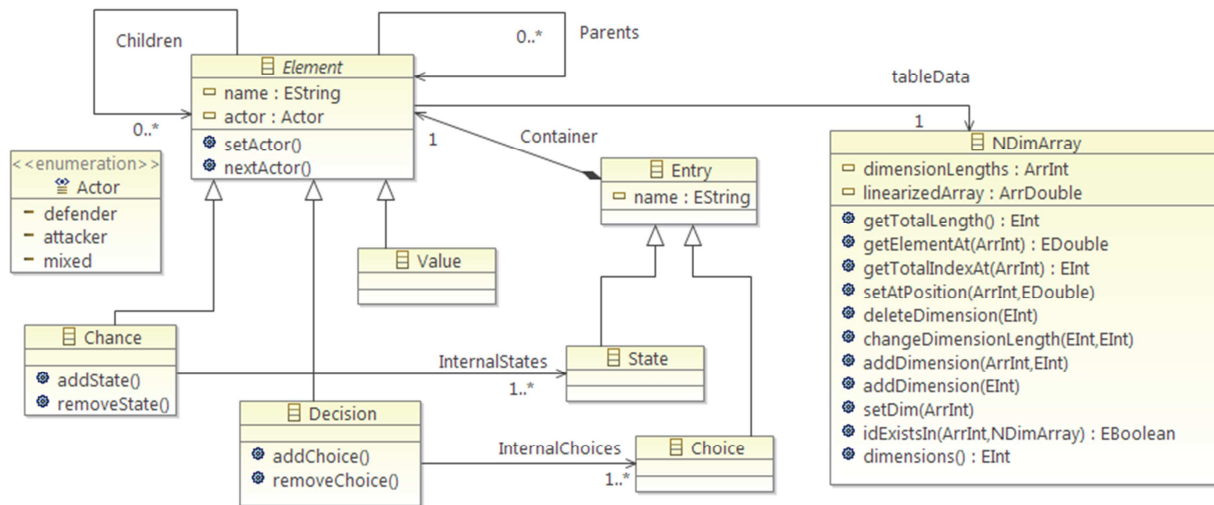 Children
Element
name : EString
actor : Actor
setActor()
nextActor()
0..*
0..*
Parents
tableData
1
1
Container
<<enumeration>>
Actor
defender
attacker
mixed
Entry
name : EString
Value
NDimArray
dimensionLengths : ArrInt
linearizedArray : ArrDouble
getTotalLength() : EInt
getElementAt(ArrInt) : EDouble
getTotalIndexAt(ArrInt) : EInt
setAtPosition(ArrInt,EDouble)
deleteDimension(EInt)
changeDimensionLength(EInt,EInt)
addDimension(ArrInt,EInt)
addDimension(EInt)
setDim(ArrInt)
idExistsIn(ArrInt,NDimArray) : EBoolean
dimensions() : EInt
Chance
addState()
removeState()
InternalStates
1..*
State
Decision
addChoice()
removeChoice()
InternalChoices
1..*
Choice